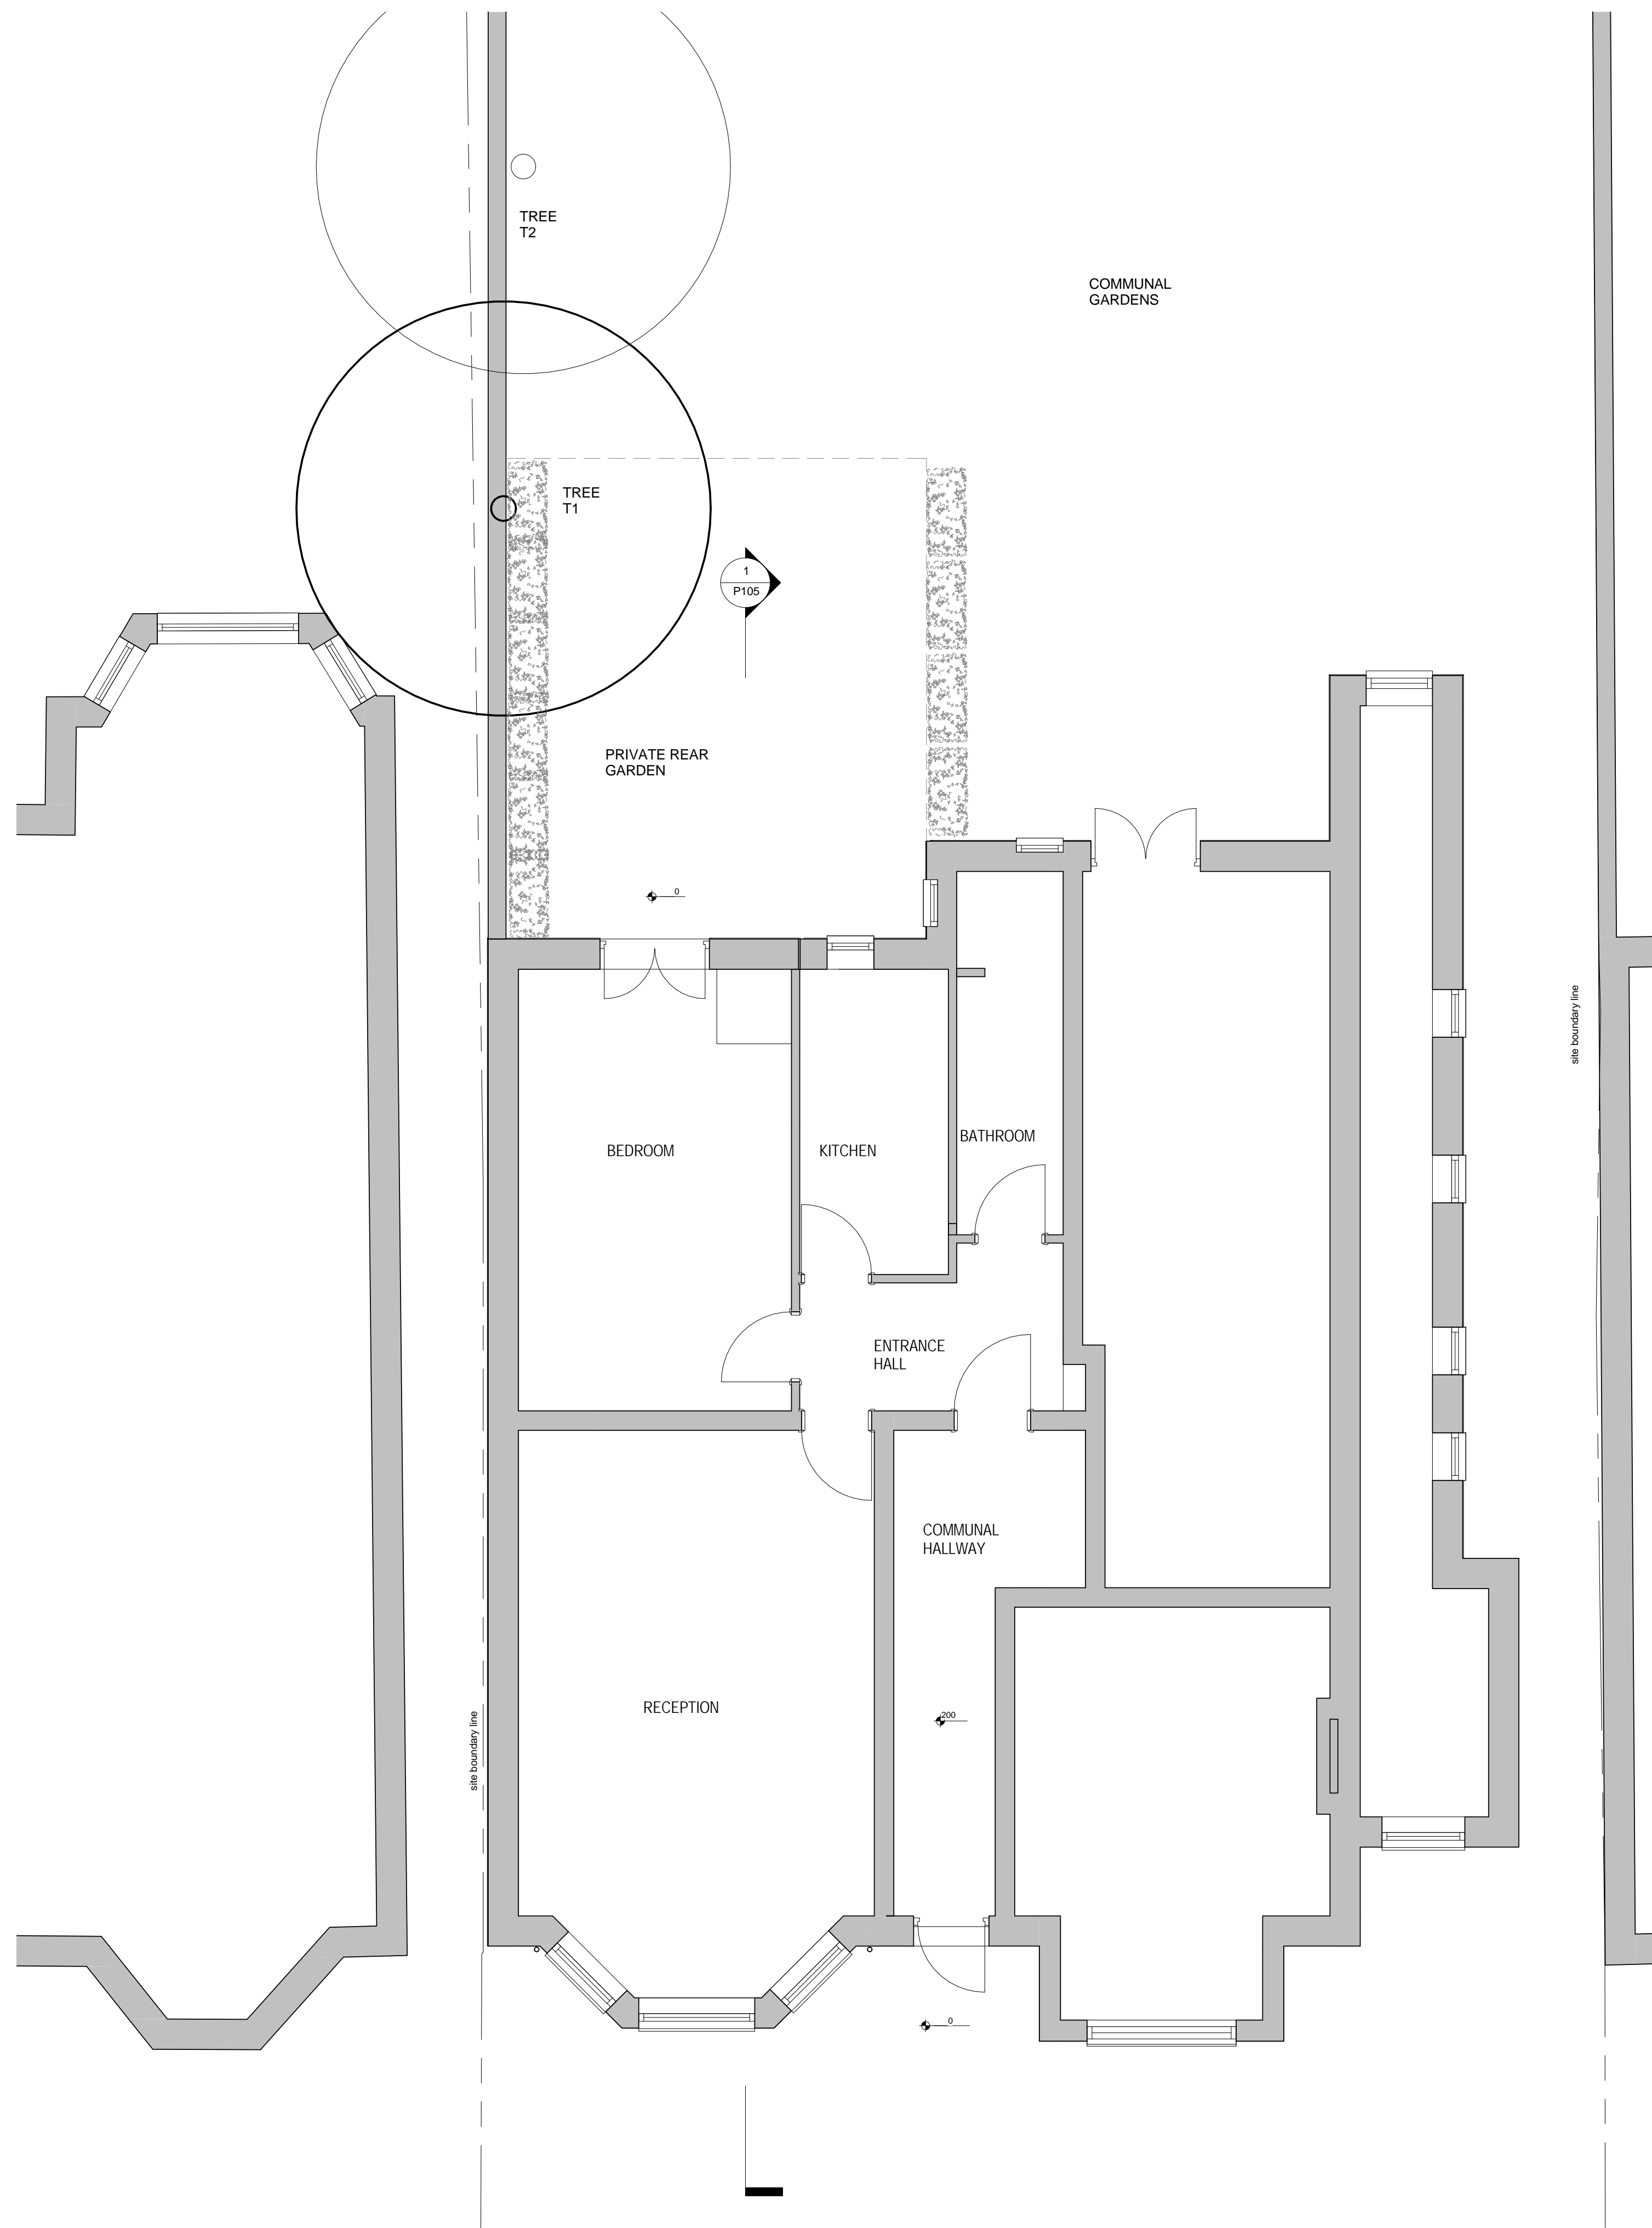 TREE
T2
COMMUNAL
GARDENS
TREE
T1
1
P105
PRIVATE REAR
GARDEN
0
site boundary line
BEDROOM
KITCHEN
BATHROOM
ENTRANCE
HALL
COMMUNAL
HALLWAY
RECEPTION
200
site boundary line
0